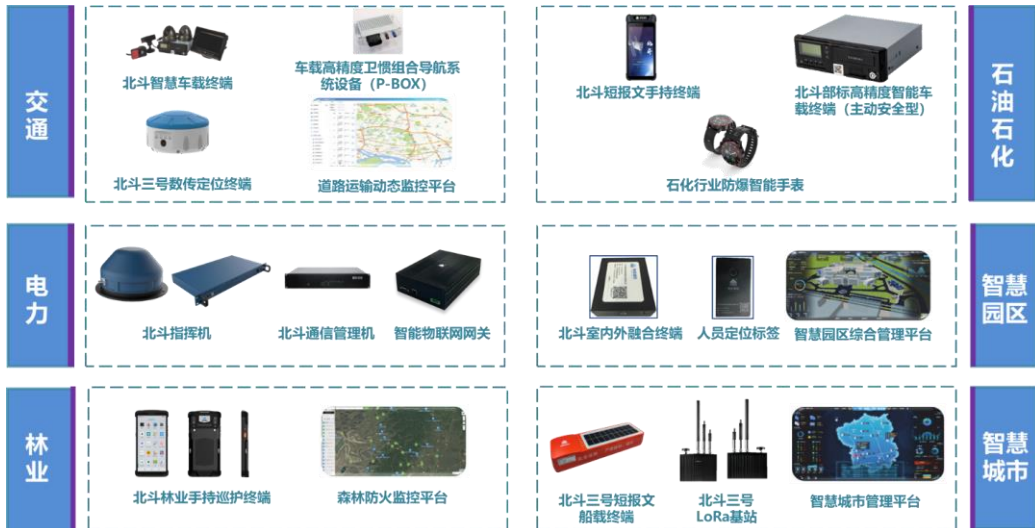 交通
北斗智慧车载终端
车载高精度卫惯组合导航系
统设备（P-BOX）
北斗三号数传定位终端
道路运输动态监控平台
石油石化
北斗短报文手持终端
北斗部标高精度智能车
载终端（主动安全型）
石化行业防爆智能手表
电力
北斗指挥机
北斗通信管理机
智能物联网网关
智慧
园区
北斗室内外融合终端
人员定位标签
智慧园区综合管理平台
林业
北斗林业手持巡护终端
森林防火监控平台
智慧
城市
北斗三号短报文
船载终端
北斗三号
LoRa基站
智慧城市管理平台